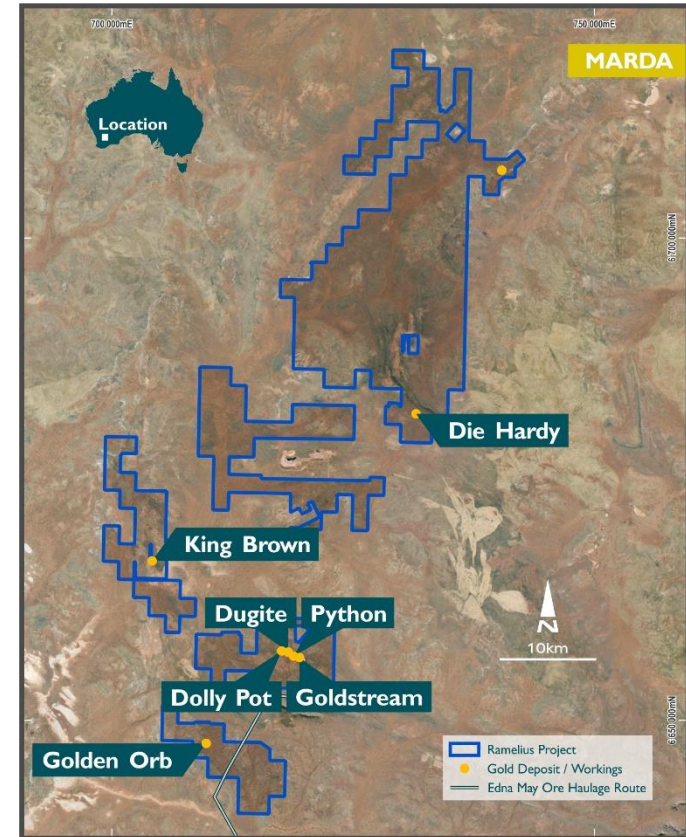 700 000mE
750 000mE
MARDA
Location
6 700 000mN
Die Hardy
King Brown
N
10km
Dugite
Python
Dolly Pot
Goldstream
6 650 000mN
Golden Orb
Ramelius Project
Gold Deposit / Workings
Edna May Ore Haulage Route